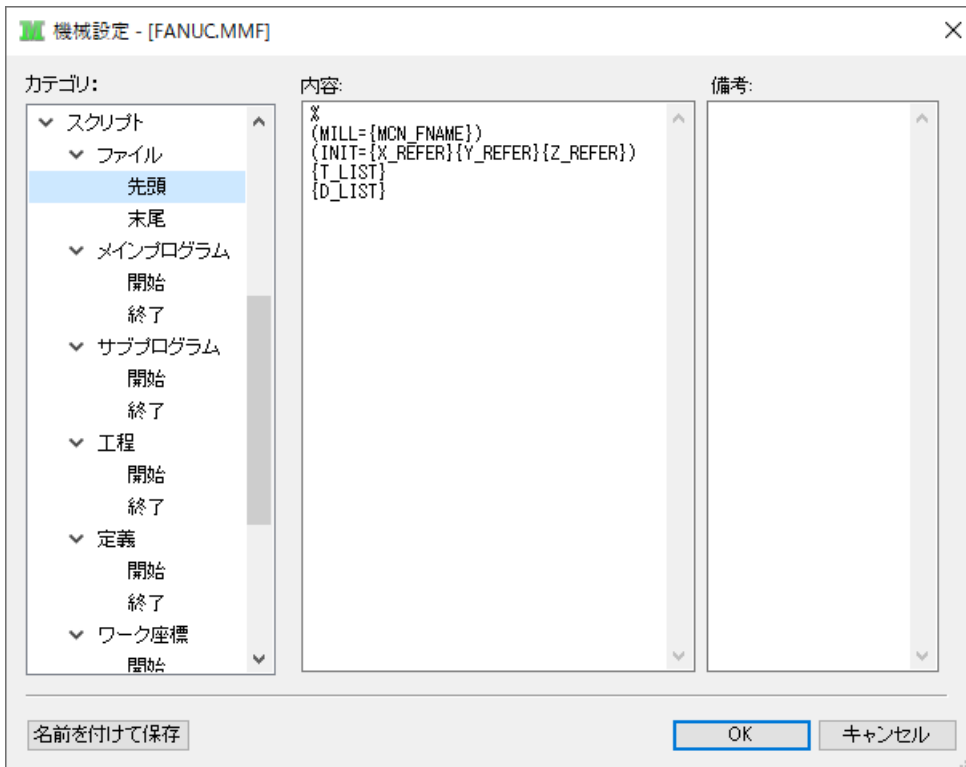 機械設定 - [FANUC.MMF]
カテゴリ:
スクリプト
ファイル
先頭
末尾
メインプログラム
開始
終了
サブプログラム
開始
終了
工程
開始
終了
定義
開始
終了
ワーク座標
開始
内容:
%
(MILL={MCN_FNAME})
(INIT={X_REFER}{Y_REFER}{Z_REFER})
{T_LIST}
{D_LIST}
備考:
名前を付けて保存
OK
キャンセル